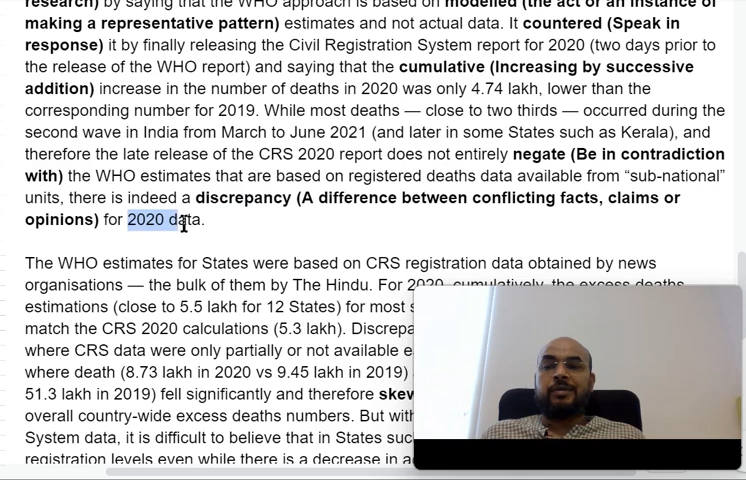 research) by saying that the WHO approach is based on modelled (the act or an instance of
making a representative pattern) estimates and not actual data. It countered (Speak in
response) it by finally releasing the Civil Registration System report for 2020 (two days prior to
the release of the WHO report) and saying that the cumulative (Increasing by successive
addition) increase in the number of deaths in 2020 was only 4.74 lakh, lower than the
corresponding number for 2019. While most deaths — close to two thirds — occurred during the
second wave in India from March to June 2021 (and later in some States such as Kerala), and
therefore the late release of the CRS 2020 report does not entirely negate (Be in contradiction
with) the WHO estimates that are based on registered deaths data available from “sub-national”
units, there is indeed a discrepancy (A difference between conflicting facts, claims or
opinions) for 2020 data.
The WHO estimates for States were based on CRS registration data obtained by news
organisations — the bulk of them by The Hindu. For 2020, cumulatively, the excess deaths
estimations (close to 5.5 lakh for 12 States) for most
match the CRS 2020 calculations (5.3 lakh).
where CRS data were only partially or not available
where death (8.73 lakh in 2020 vs 9.45 lakh in 2019)
51.3 lakh in 2019) fell significantly and therefore
overall country-wide excess deaths numbers. But
System data, it is difficult to believe that in States
registration levels even while there is a decrease in